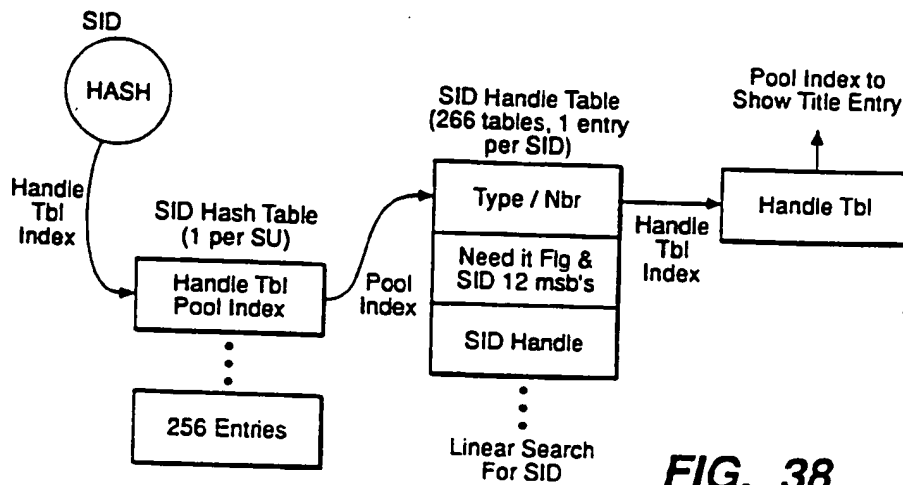 SID
HASH
Handle
Tbl
Index
SID Hash Table
(1 per SU)
Handle Tbl
Pool Index
256 Entries
Pool
Index
SID Handle Table
(266 tables, 1 entry
per SID)
Type / Nbr
Need it Flg &
SID 12 msb's
SID Handle
Linear Search
For SID
Handle
Tbl
Index
Pool Index to
Show Title Entry
Handle Tbl
FIG. 38